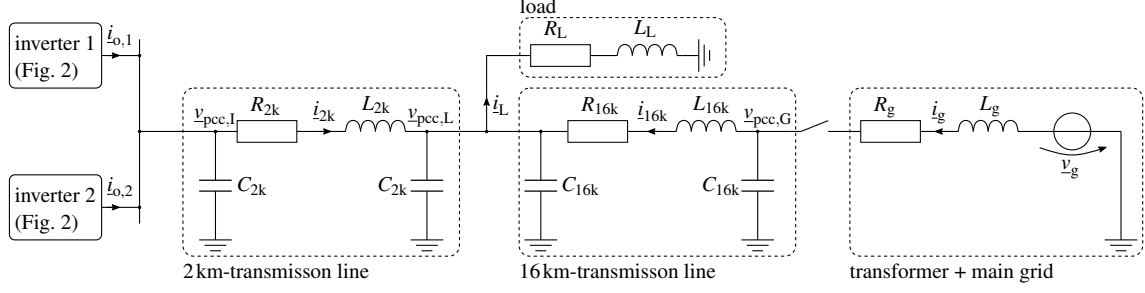 load
inverter 1
(Fig. 2)
i_o,1
R_L
L_L
i_L
v_pcc,I
R_2k
i_2k
L_2k
v_pcc,L
C_2k
C_2k
R_16k
i_16k
L_16k
v_pcc,G
C_16k
C_16k
R_g
i_g
L_g
v_g
inverter 2
(Fig. 2)
i_o,2
2 km-transmisson line
16 km-transmisson line
transformer + main grid